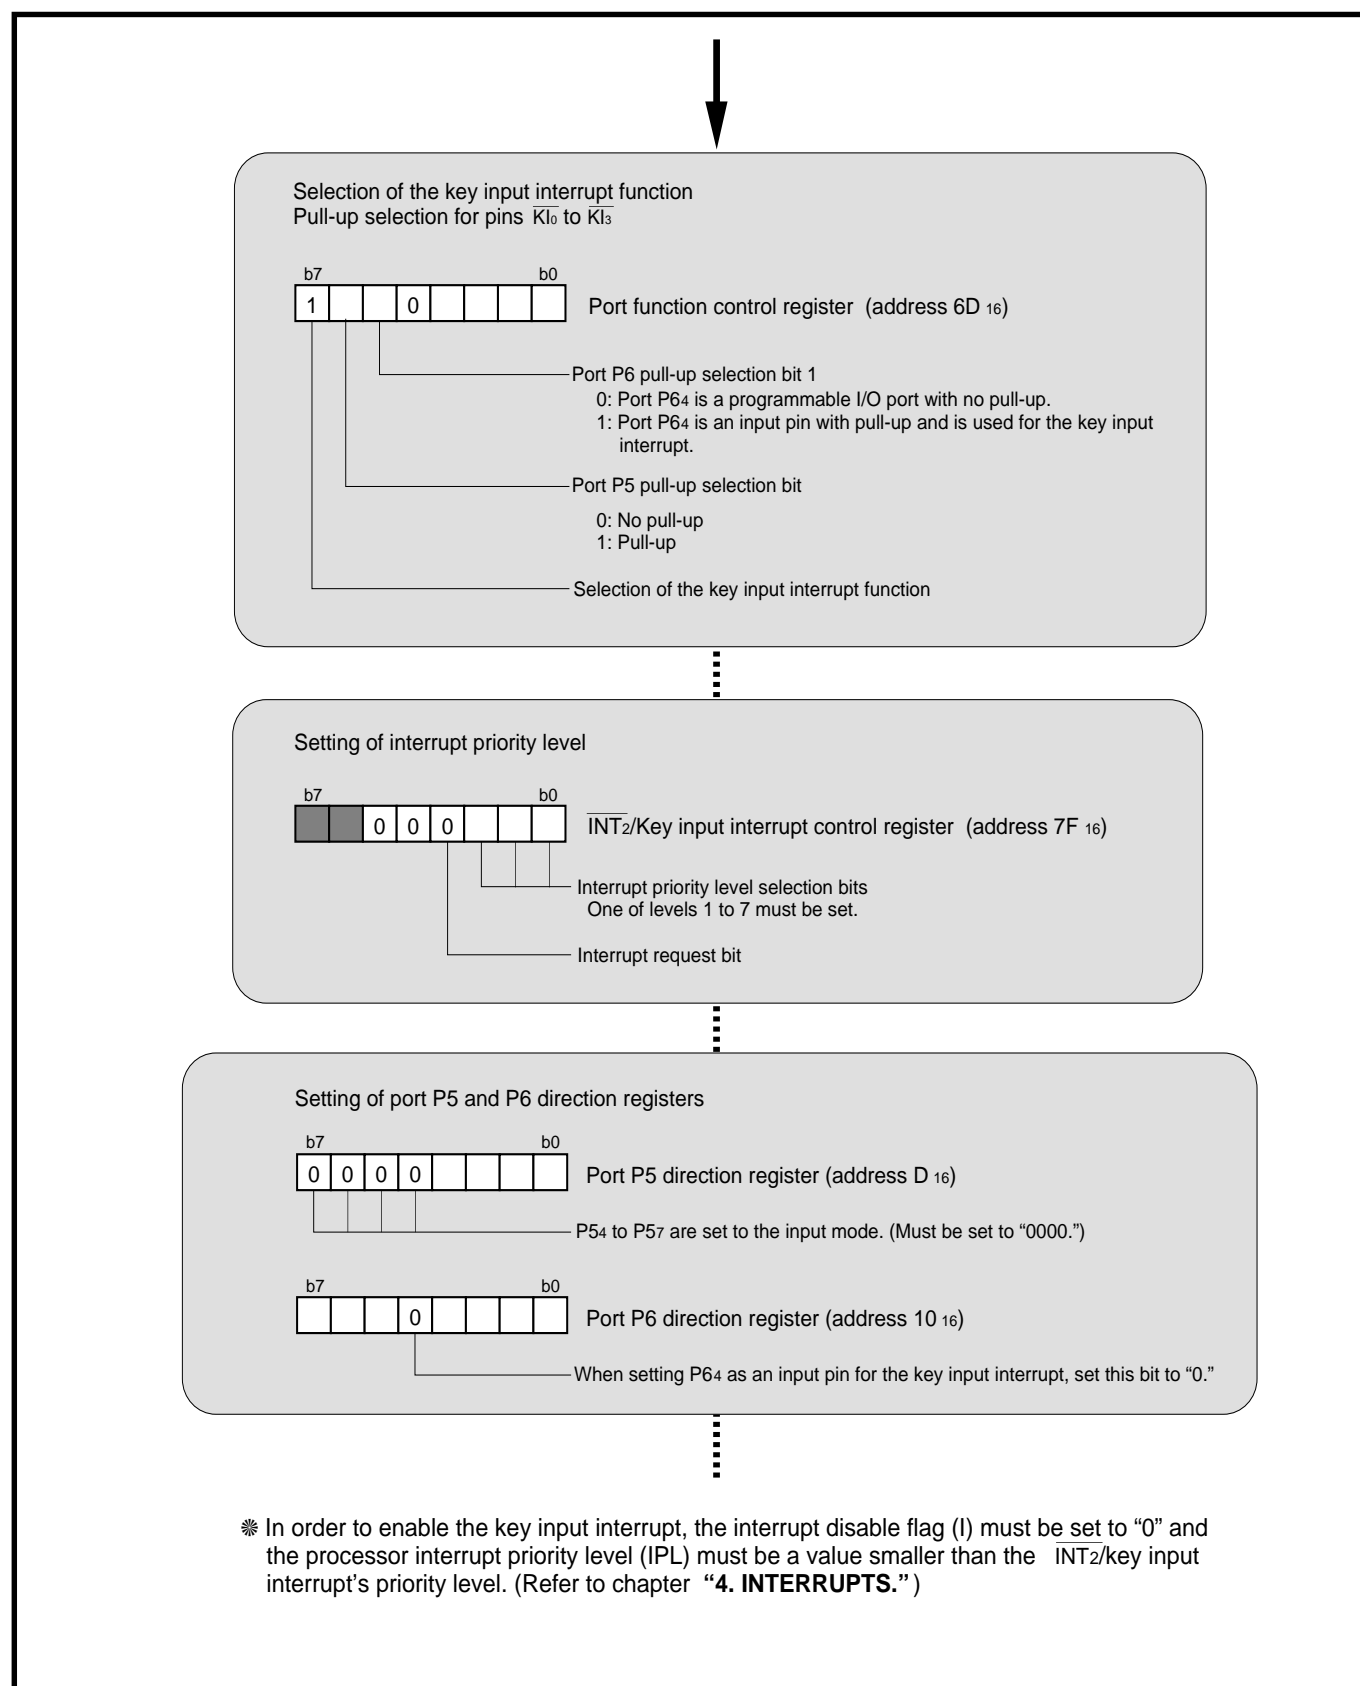 Selection of the key input interrupt function
Pull-up selection for pins KI0 to KI3
b7 b0
1 0 Port function control register (address 6D 16)
Port P6 pull-up selection bit 1
0: Port P64 is a programmable I/O port with no pull-up.
1: Port P64 is an input pin with pull-up and is used for the key input
interrupt.
Port P5 pull-up selection bit
0: No pull-up
1: Pull-up
Selection of the key input interrupt function
Setting of interrupt priority level
b7 b0
0 0 0 INT2/Key input interrupt control register (address 7F 16)
Interrupt priority level selection bits
One of levels 1 to 7 must be set.
Interrupt request bit
Setting of port P5 and P6 direction registers
b7 b0
0 0 0 0 Port P5 direction register (address D 16)
P54 to P57 are set to the input mode. (Must be set to “0000.”)
b7 b0
0 Port P6 direction register (address 10 16)
When setting P64 as an input pin for the key input interrupt, set this bit to “0.”
❋ In order to enable the key input interrupt, the interrupt disable flag (I) must be set to “0” and
the processor interrupt priority level (IPL) must be a value smaller than the INT2/key input
interrupt’s priority level. (Refer to chapter “4. INTERRUPTS.”)